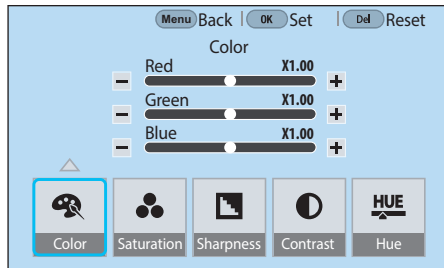 Menu Back | OK Set | Del Reset
Color
Red X1.00
Green X1.00
Blue X1.00
HUE
Color Saturation Sharpness Contrast Hue